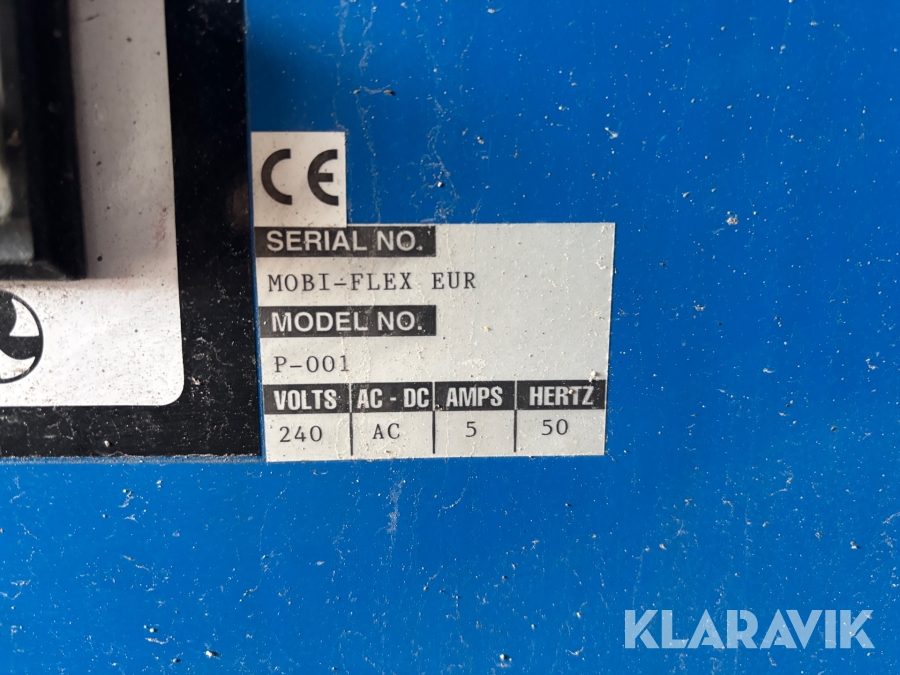 CE
SERIAL NO.
MOBI-FLEX EUR
MODEL NO.
P-001
VOLTS AC - DC AMPS HERTZ
240 AC 5 50
KLARAVIK